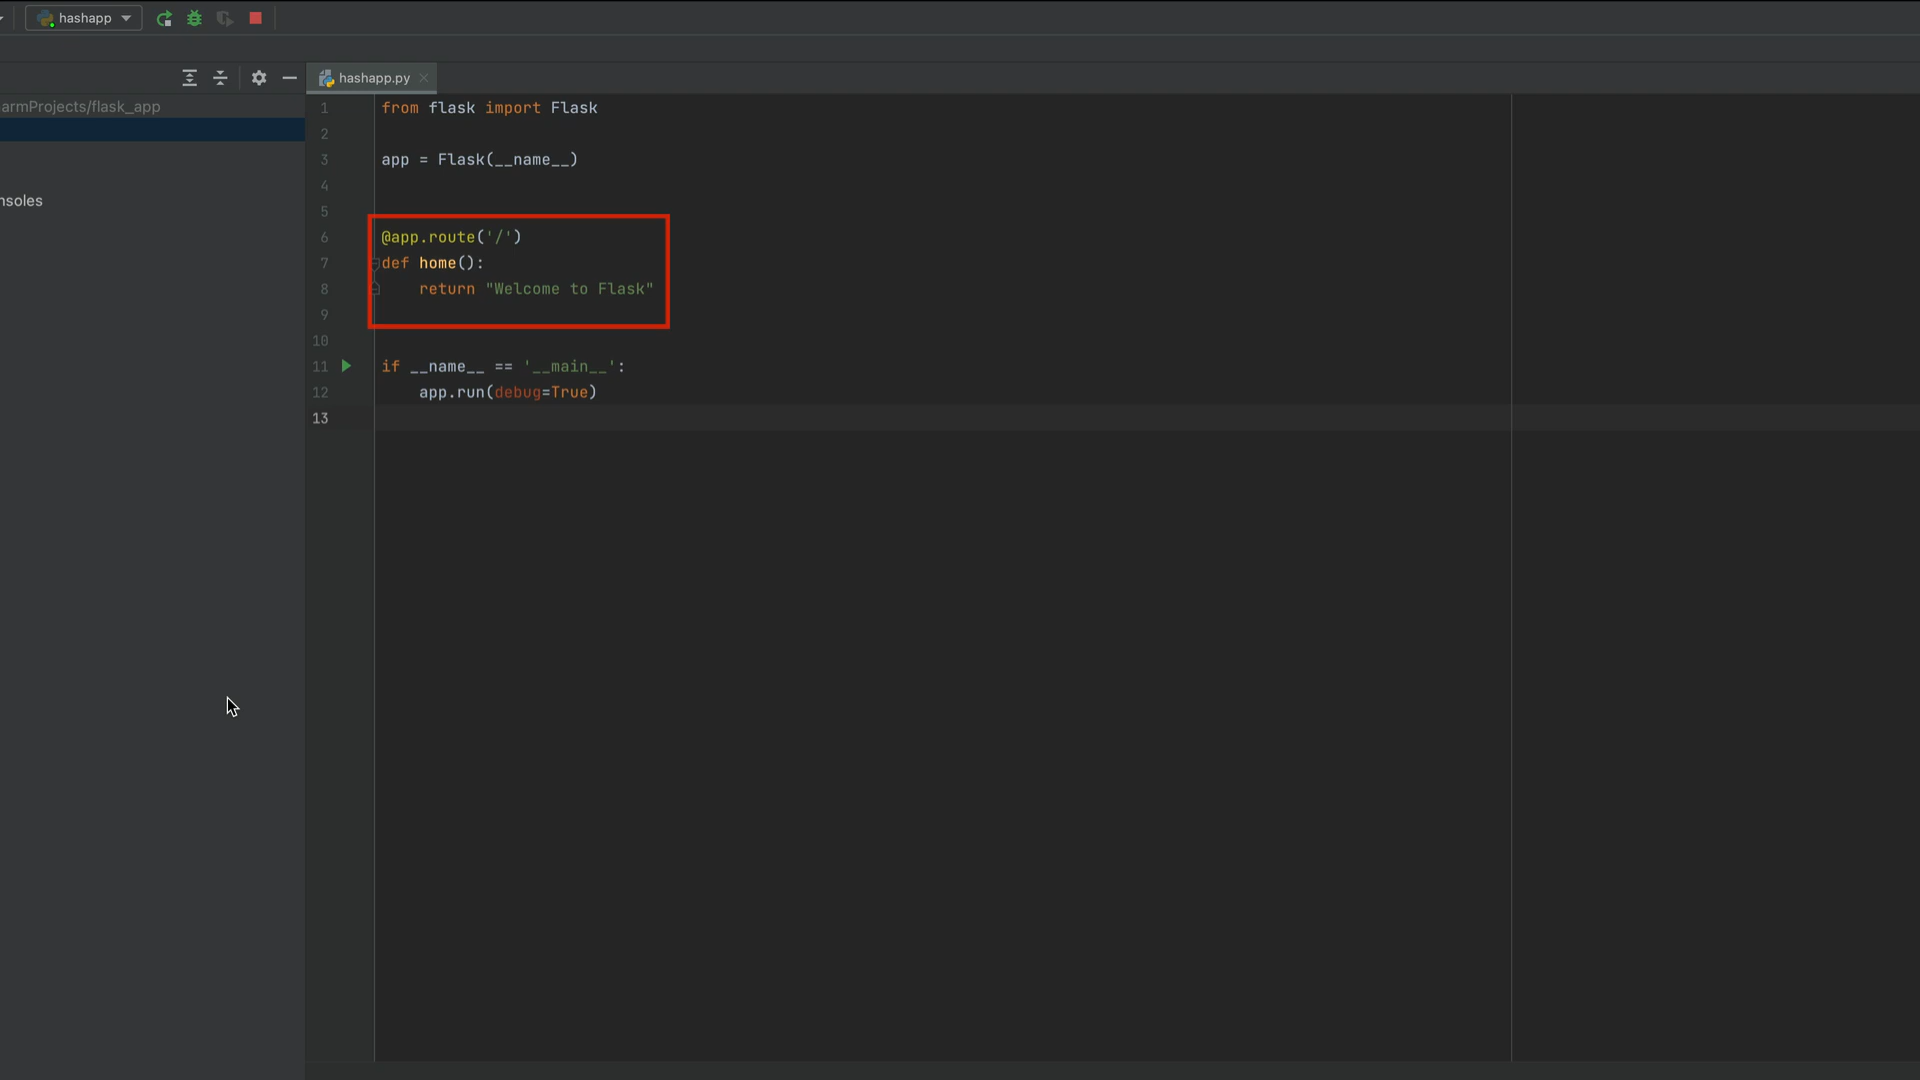 hashapp
hashapp.py
armProjects/flask_app
nsoles
1 from flask import Flask
2
3 app = Flask(__name__)
4
5
6 @app.route('/')
7 def home():
8     return "Welcome to Flask"
9
10
11 if __name__ == '__main__':
12     app.run(debug=True)
13